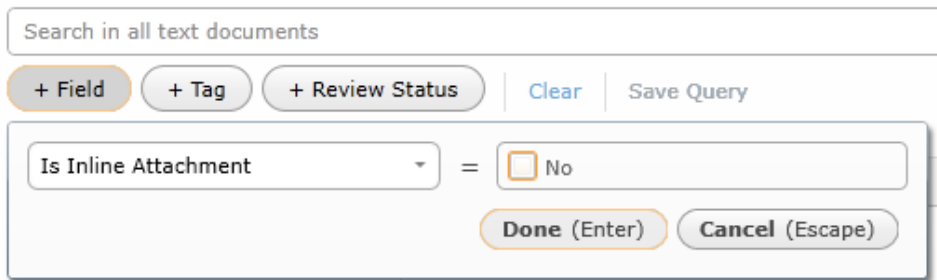 Search in all text documents
+ Field + Tag + Review Status Clear Save Query
Is Inline Attachment = No
Done (Enter) Cancel (Escape)